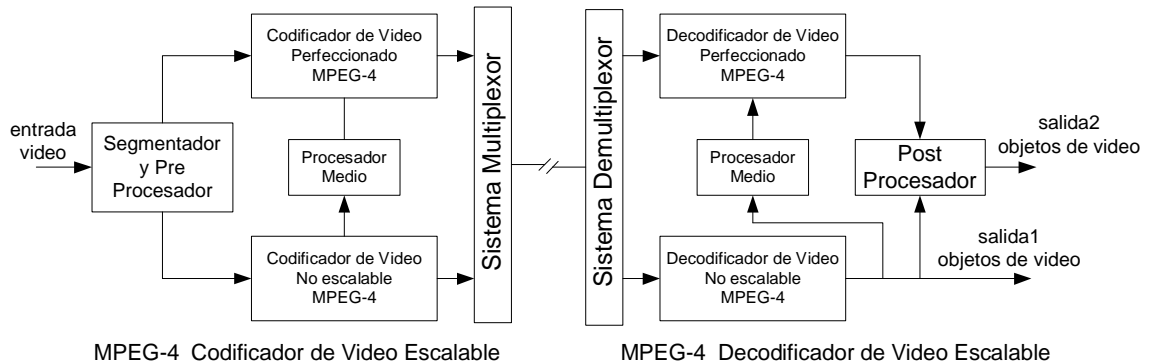 entrada
video
Segmentador
y Pre
Procesador
Codificador de Video
Perfeccionado
MPEG-4
Procesador
Medio
Codificador de Video
No escalable
MPEG-4
Sistema Multiplexor
Sistema Demultiplexor
Decodificador de Video
Perfeccionado
MPEG-4
Procesador
Medio
Decodificador de Video
No escalable
MPEG-4
Post
Procesador
salida2
objetos de video
salida1
objetos de video
MPEG-4 Codificador de Video Escalable
MPEG-4 Decodificador de Video Escalable